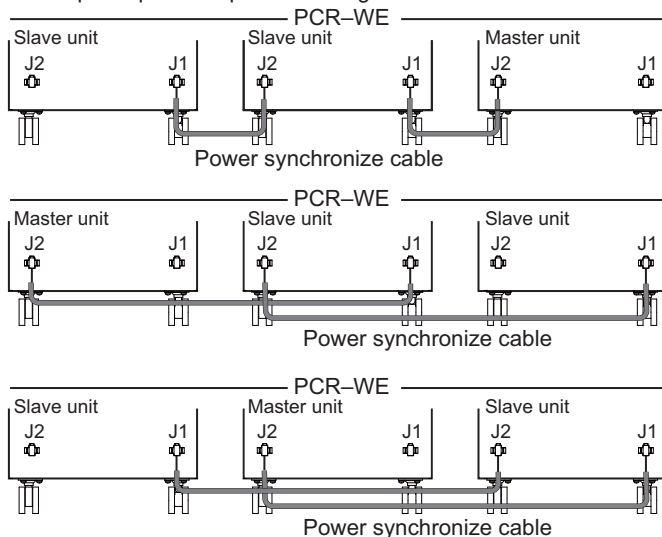 PCR–WE
Slave unit Slave unit Master unit
J2 J1 J2 J1 J2 J1
Power synchronize cable
PCR–WE
Master unit Slave unit Slave unit
J2 J1 J2 J1 J2 J1
Power synchronize cable
PCR–WE
Slave unit Master unit Slave unit
J2 J1 J2 J1 J2 J1
Power synchronize cable